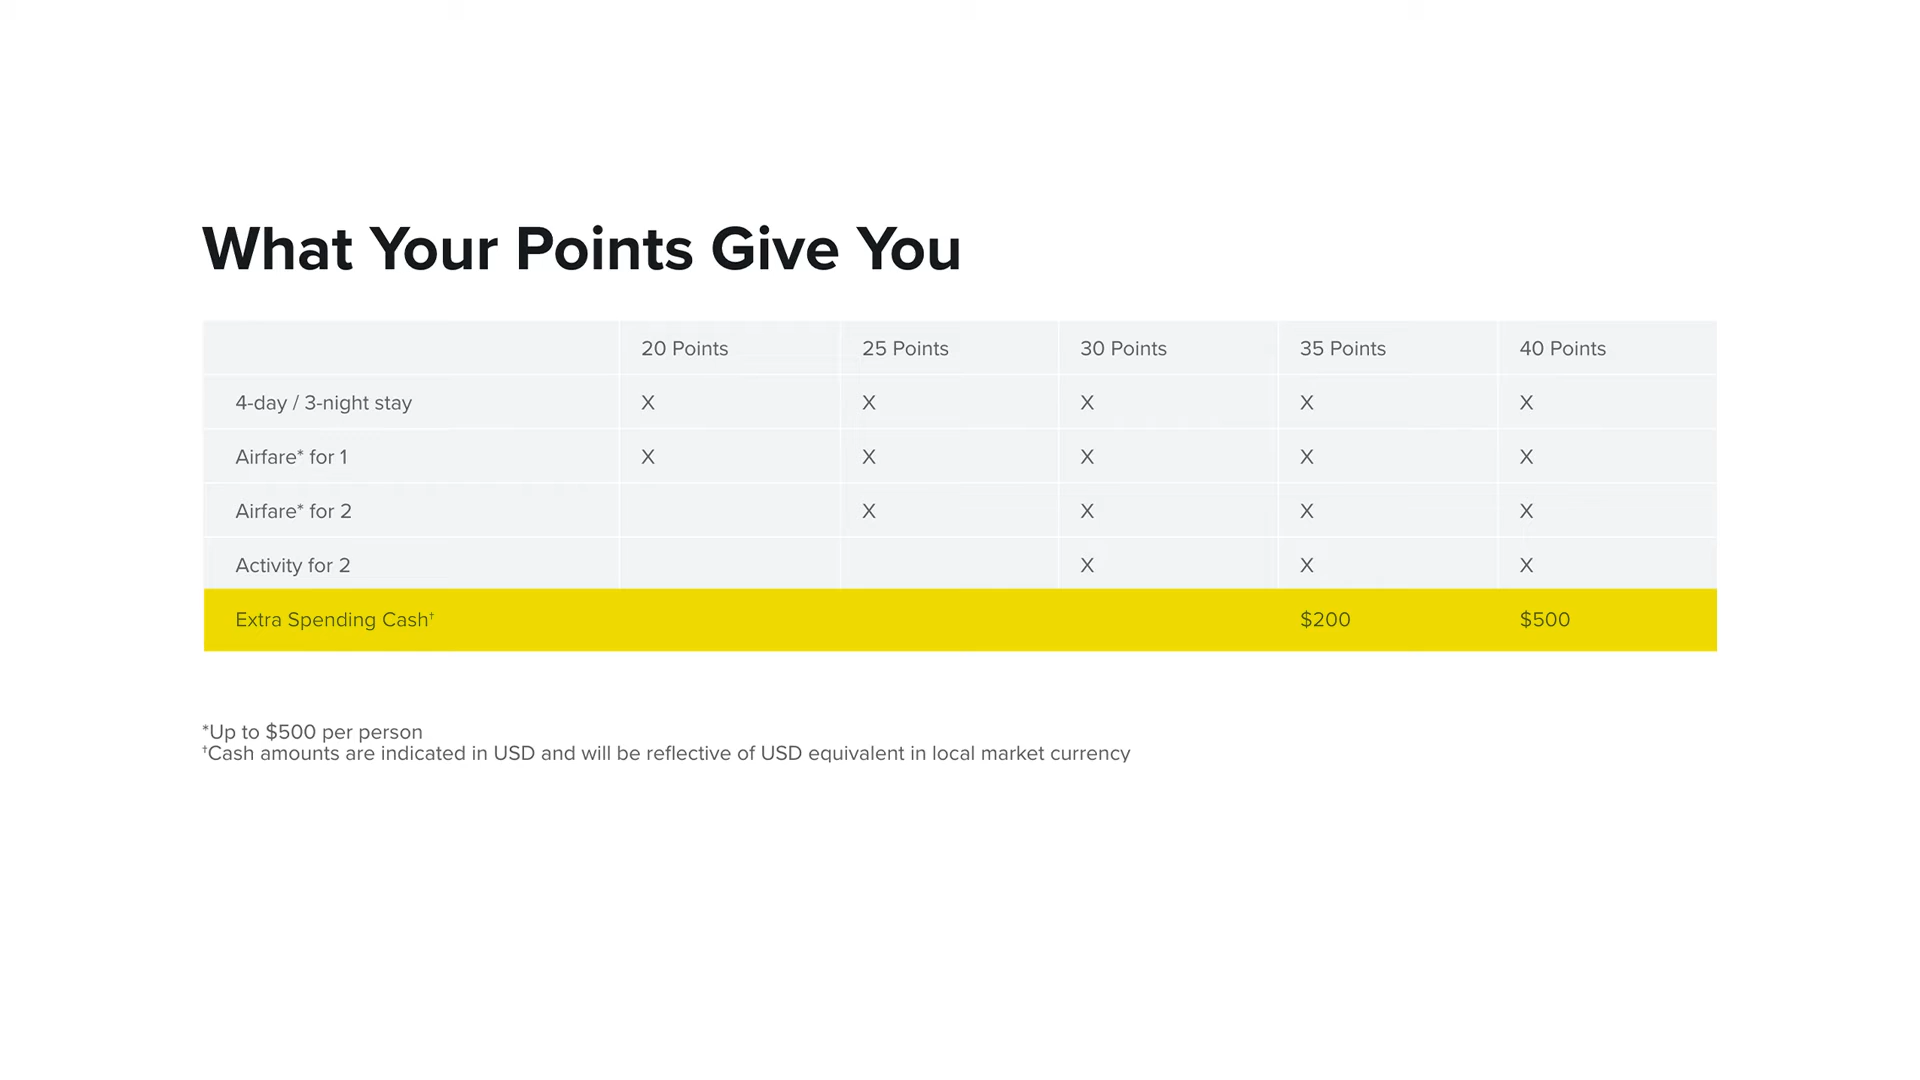 What Your Points Give You
20 Points 25 Points 30 Points 35 Points 40 Points
4-day / 3-night stay X X X X X
Airfare* for 1 X X X X X
Airfare* for 2 X X X X
Activity for 2 X X X
Extra Spending Cash† $200 $500
*Up to $500 per person
†Cash amounts are indicated in USD and will be reflective of USD equivalent in local market currency